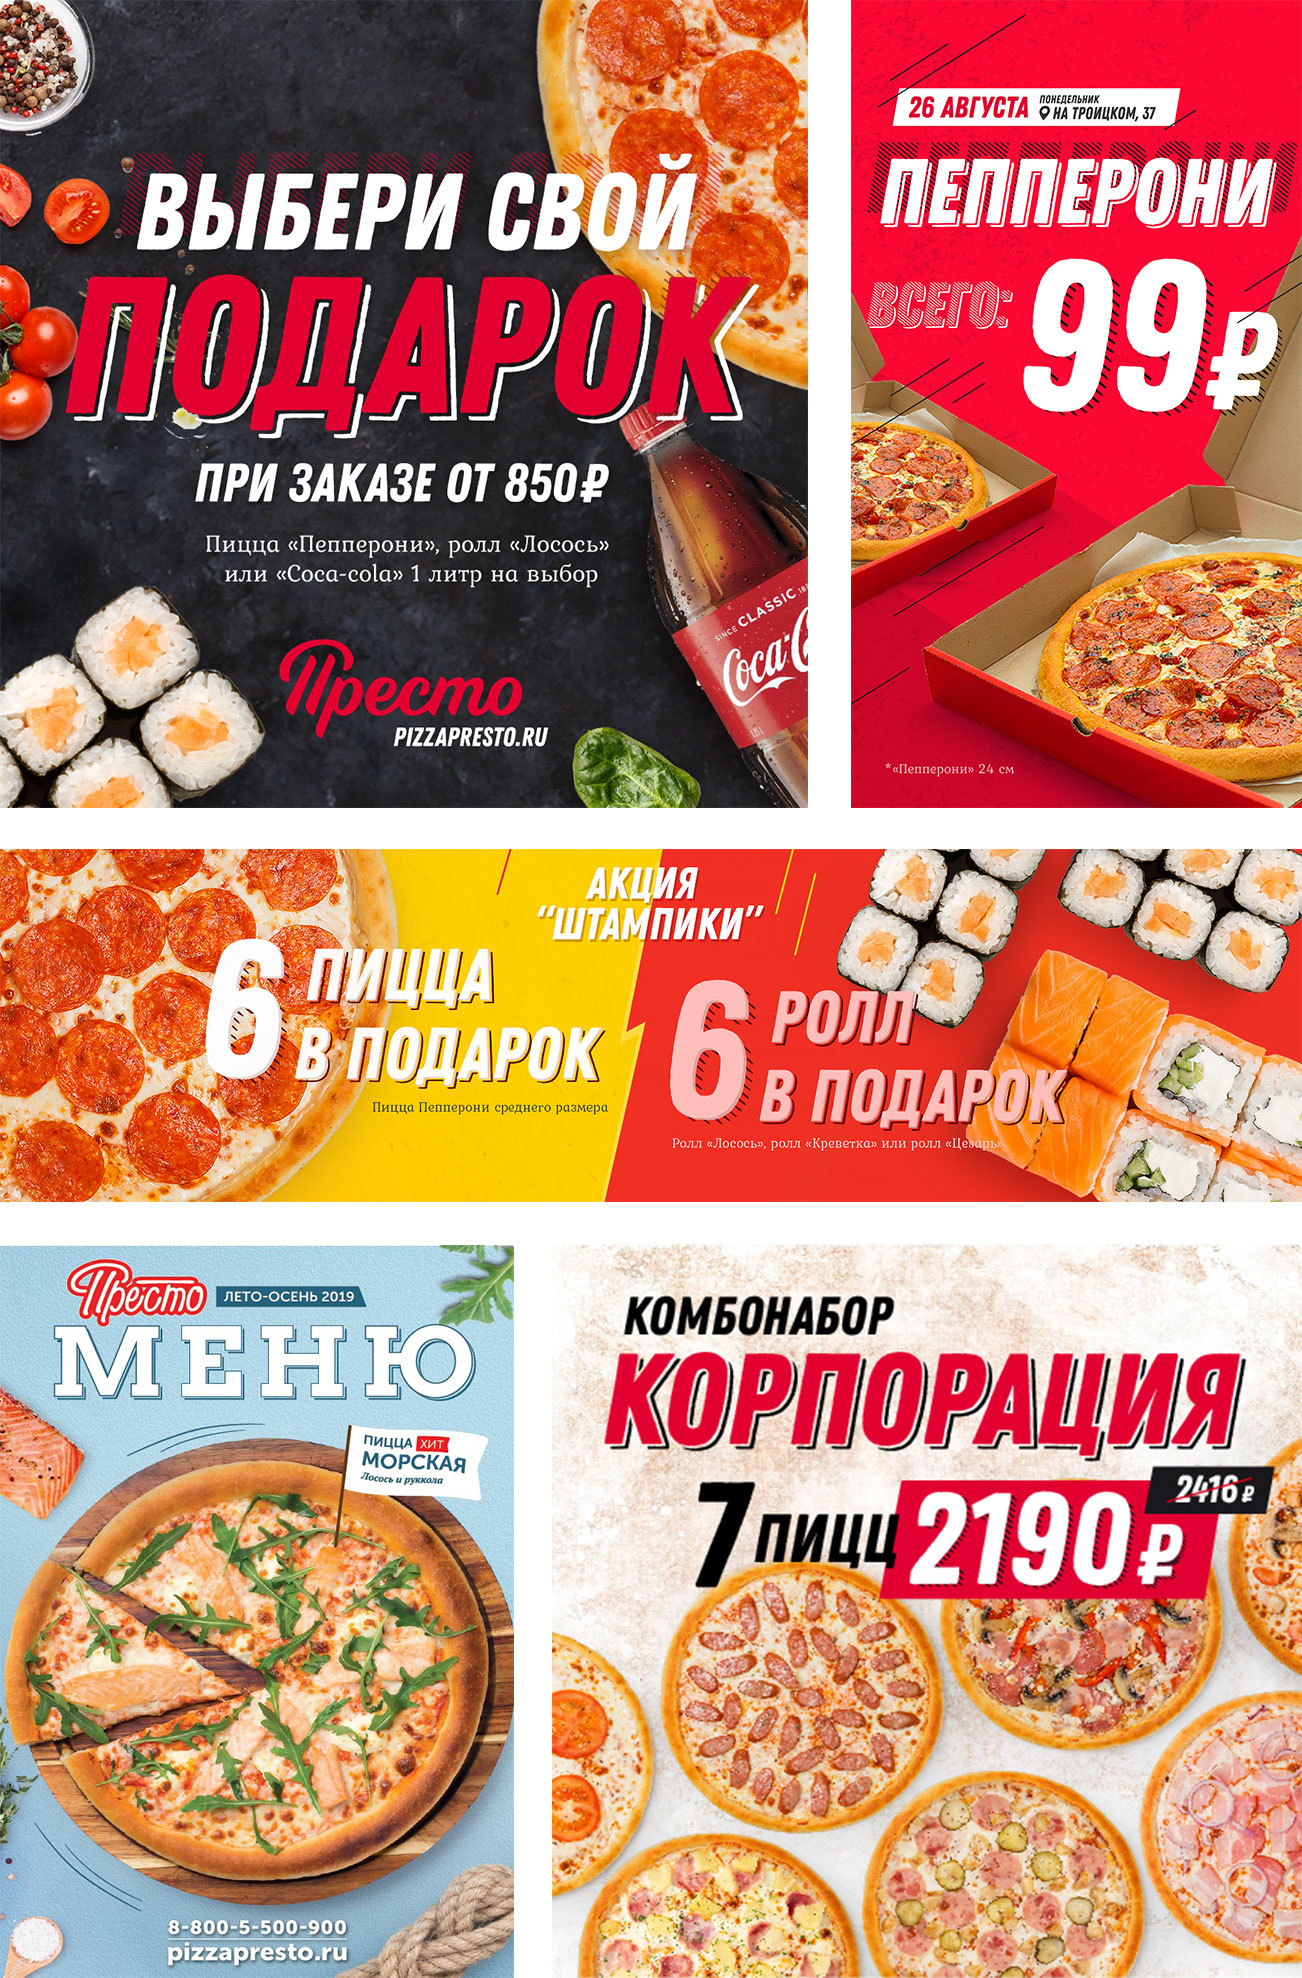 ВЫБЕРИ СВОЙ
ПОДАРОК
ПРИ ЗАКАЗЕ ОТ 850₽
Пицца «Пепперони», ролл «Лосось»
или «Coca-cola» 1 литр на выбор
SINCE CLASSIC
Coca
Престо
PIZZAPRESTO.RU
26 АВГУСТА
ПОНЕДЕЛЬНИК
НА ТРОИЦКОМ, 37
ПЕППЕРОНИ
ВСЕГО: 99₽
*«Пепперони» 24 см
АКЦИЯ
"ШТАМПИКИ"
6 ПИЦЦА
В ПОДАРОК
Пицца Пепперони среднего размера
6 РОЛЛ
В ПОДАРОК
Ролл «Лосось», ролл «Креветка» или ролл «Цезарь»
Престо
ЛЕТО-ОСЕНЬ 2019
МЕНЮ
ПИЦЦА ХИТ
МОРСКАЯ
Лосось и руккола
8-800-5-500-900
pizzapresto.ru
КОМБОНАБОР
КОРПОРАЦИЯ
7 ПИЦЦ 2190₽
2416₽